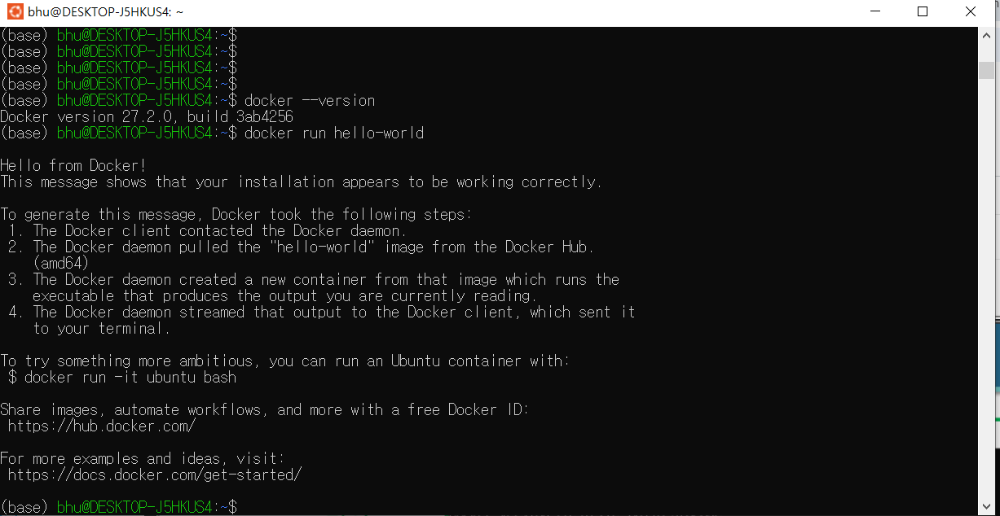 bhu@DESKTOP-J5HKUS4: ~
(base) bhu@DESKTOP-J5HKUS4:~$
(base) bhu@DESKTOP-J5HKUS4:~$
(base) bhu@DESKTOP-J5HKUS4:~$
(base) bhu@DESKTOP-J5HKUS4:~$
(base) bhu@DESKTOP-J5HKUS4:~$ docker --version
Docker version 27.2.0, build 3ab4256
(base) bhu@DESKTOP-J5HKUS4:~$ docker run hello-world
Hello from Docker!
This message shows that your installation appears to be working correctly.
To generate this message, Docker took the following steps:
1. The Docker client contacted the Docker daemon.
2. The Docker daemon pulled the "hello-world" image from the Docker Hub.
(amd64)
3. The Docker daemon created a new container from that image which runs the
executable that produces the output you are currently reading.
4. The Docker daemon streamed that output to the Docker client, which sent it
to your terminal.
To try something more ambitious, you can run an Ubuntu container with:
$ docker run -it ubuntu bash
Share images, automate workflows, and more with a free Docker ID:
https://hub.docker.com/
For more examples and ideas, visit:
https://docs.docker.com/get-started/
(base) bhu@DESKTOP-J5HKUS4:~$